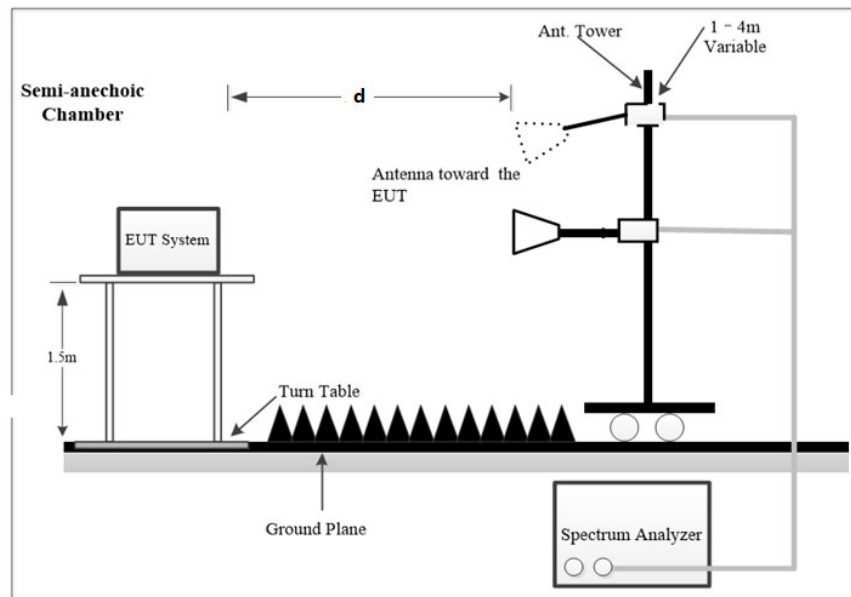 Ant. Tower
1 - 4m
Variable
Semi-anechoic
Chamber
d
Antenna toward the
EUT
EUT System
1.5m
Turn Table
Ground Plane
Spectrum Analyzer